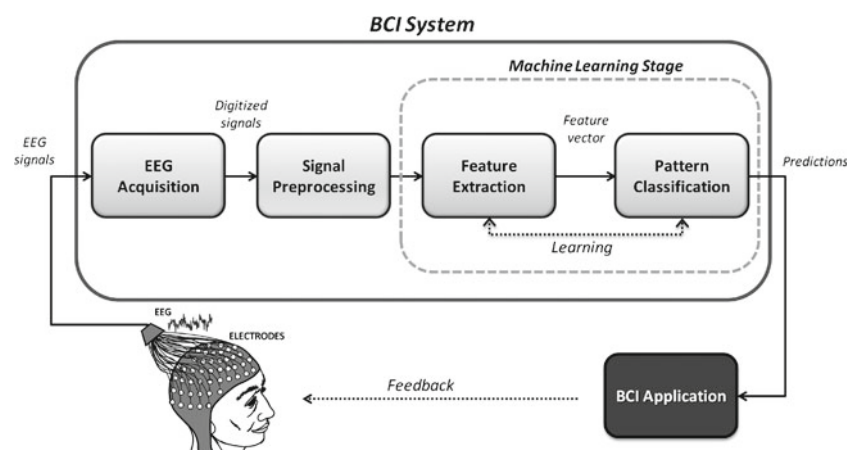 BCI System
Machine Learning Stage
EEG
signals
Digitized
signals
Feature
vector
Predictions
EEG
Acquisition
Signal
Preprocessing
Feature
Extraction
Pattern
Classification
Learning
EEG
ELECTRODES
Feedback
BCI Application